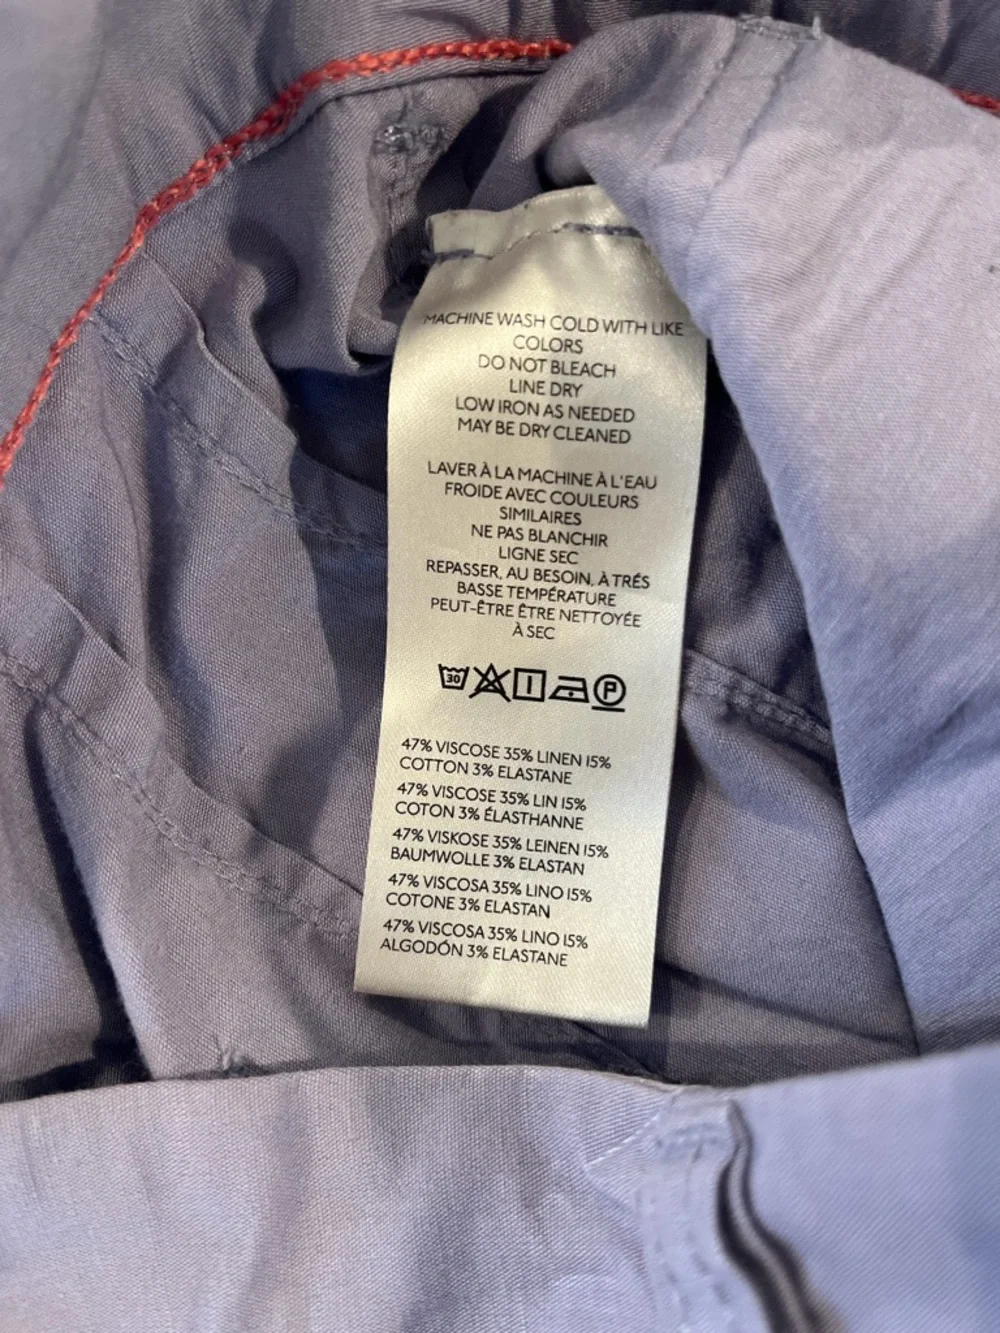 MACHINE WASH COLD WITH LIKE
COLORS
DO NOT BLEACH
LINE DRY
LOW IRON AS NEEDED
MAY BE DRY CLEANED
LAVER À LA MACHINE À L'EAU
FROIDE AVEC COULEURS
SIMILAIRES
NE PAS BLANCHIR
LIGNE SEC
REPASSER, AU BESOIN, À TRÉS
BASSE TEMPÉRATURE
PEUT-ÊTRE ÊTRE NETTOYÉE
À SEC
30 P
47% VISCOSE 35% LINEN 15%
COTTON 3% ELASTANE
47% VISCOSE 35% LIN 15%
COTON 3% ÉLASTHANNE
47% VISKOSE 35% LEINEN 15%
BAUMWOLLE 3% ELASTAN
47% VISCOSA 35% LINO 15%
COTONE 3% ELASTAN
47% VISCOSA 35% LINO 15%
ALGODÓN 3% ELASTANE